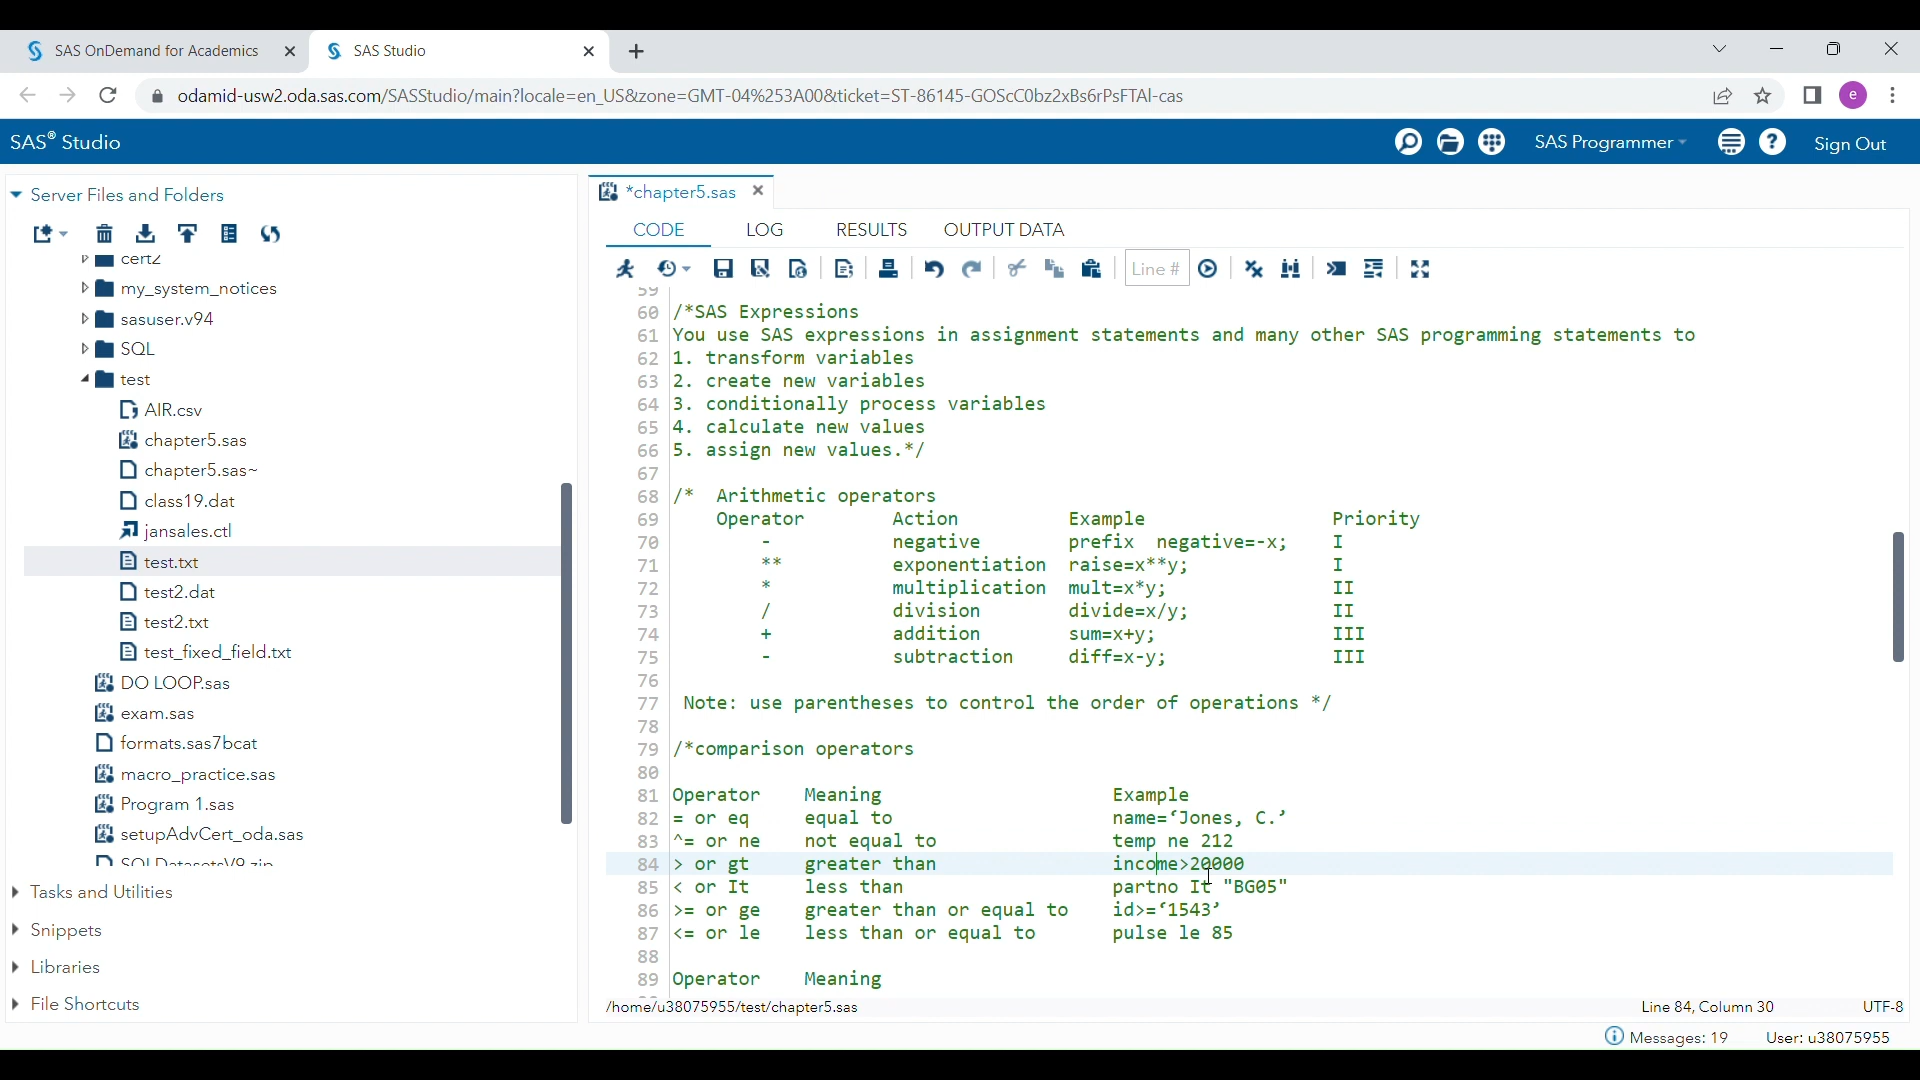 SAS OnDemand for Academics
SAS Studio
odamid-usw2.oda.sas.com/SASStudio/main?locale=en_US&zone=GMT-04%253A00&ticket=ST-86145-GOScC0bz2xBs6rPsFTAl-cas
e
SAS® Studio
SAS Programmer
Sign Out
Server Files and Folders
cert2
my_system_notices
sasuser.v94
SQL
test
AIR.csv
chapter5.sas
chapter5.sas~
class19.dat
jansales.ctl
test.txt
test2.dat
test2.txt
test_fixed_field.txt
DO LOOP.sas
exam.sas
formats.sas7bcat
macro_practice.sas
Program 1.sas
setupAdvCert_oda.sas
SQLDatasetsV9.zip
Tasks and Utilities
Snippets
Libraries
File Shortcuts
*chapter5.sas
CODE LOG RESULTS OUTPUT DATA
Line #
59
60 /*SAS Expressions
61 You use SAS expressions in assignment statements and many other SAS programming statements to
62 1. transform variables
63 2. create new variables
64 3. conditionally process variables
65 4. calculate new values
66 5. assign new values.*/
67
68 /* Arithmetic operators
69 Operator Action Example Priority
70 - negative prefix negative=-x; I
71 ** exponentiation raise=x**y; I
72 * multiplication mult=x*y; II
73 / division divide=x/y; II
74 + addition sum=x+y; III
75 - subtraction diff=x-y; III
76
77 Note: use parentheses to control the order of operations */
78
79 /*comparison operators
80
81 Operator Meaning Example
82 = or eq equal to name=‘Jones, C.’
83 ^= or ne not equal to temp ne 212
84 > or gt greater than income>20000
85 < or It less than partno It "BG05"
86 >= or ge greater than or equal to id>=‘1543’
87 <= or le less than or equal to pulse le 85
88
89 Operator Meaning
/home/u38075955/test/chapter5.sas
Line 84, Column 30
UTF-8
Messages: 19
User: u38075955